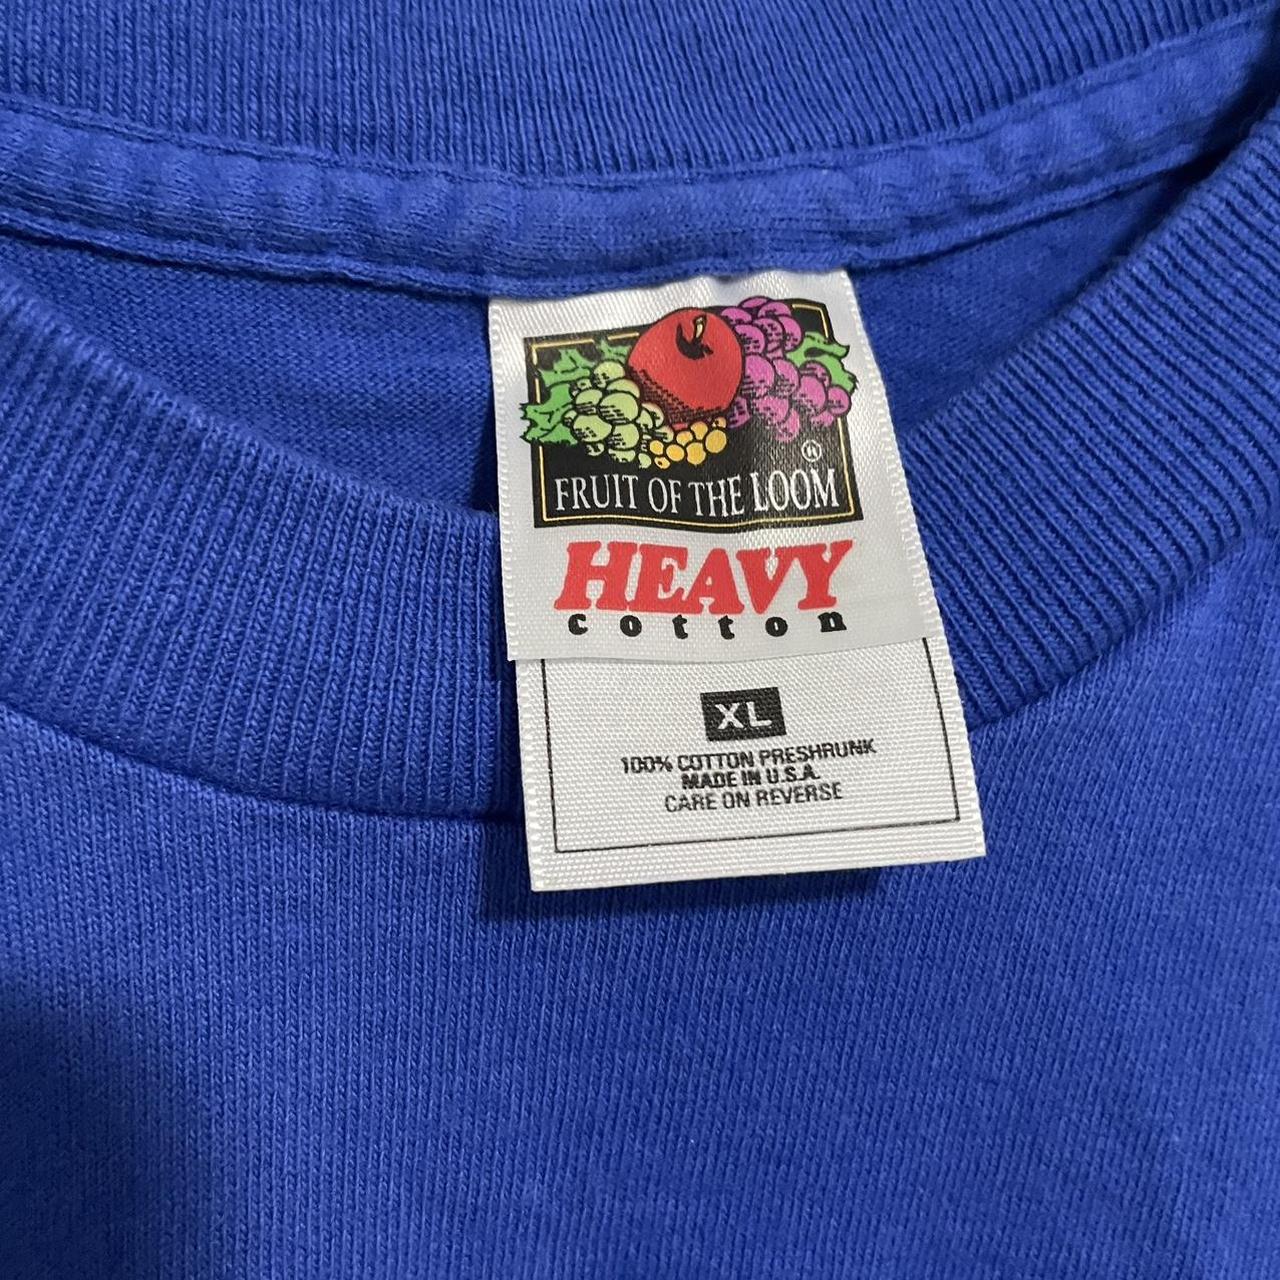 ®
FRUIT OF THE LOOM
HEAVY
cotton
XL
100% COTTON PRESHRUNK
MADE IN U.S.A.
CARE ON REVERSE